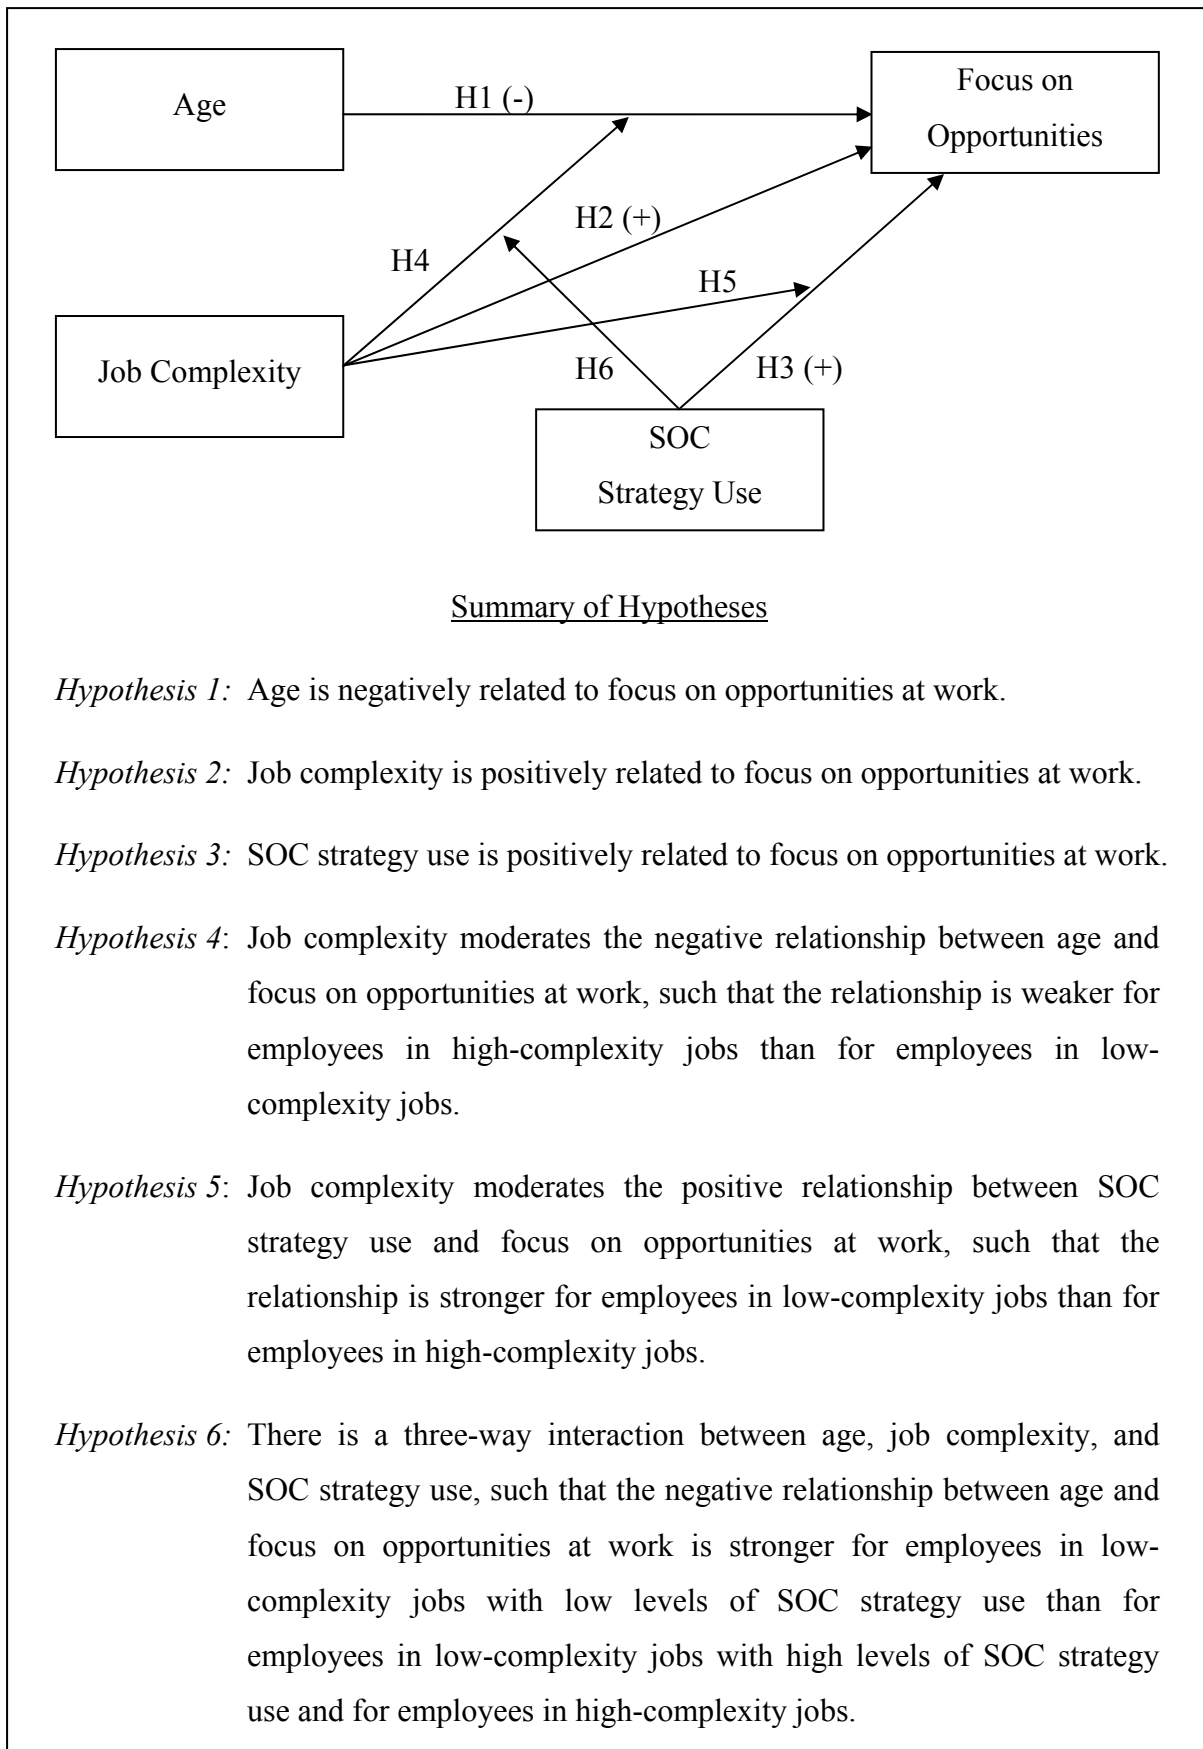 Age
H1 (-)
Focus on
Opportunities
H2 (+)
H4
H5
Job Complexity
H6
H3 (+)
SOC
Strategy Use
Summary of Hypotheses
Hypothesis 1: Age is negatively related to focus on opportunities at work.
Hypothesis 2: Job complexity is positively related to focus on opportunities at work.
Hypothesis 3: SOC strategy use is positively related to focus on opportunities at work.
Hypothesis 4: Job complexity moderates the negative relationship between age and
focus on opportunities at work, such that the relationship is weaker for
employees in high-complexity jobs than for employees in low-
complexity jobs.
Hypothesis 5: Job complexity moderates the positive relationship between SOC
strategy use and focus on opportunities at work, such that the
relationship is stronger for employees in low-complexity jobs than for
employees in high-complexity jobs.
Hypothesis 6: There is a three-way interaction between age, job complexity, and
SOC strategy use, such that the negative relationship between age and
focus on opportunities at work is stronger for employees in low-
complexity jobs with low levels of SOC strategy use than for
employees in low-complexity jobs with high levels of SOC strategy
use and for employees in high-complexity jobs.